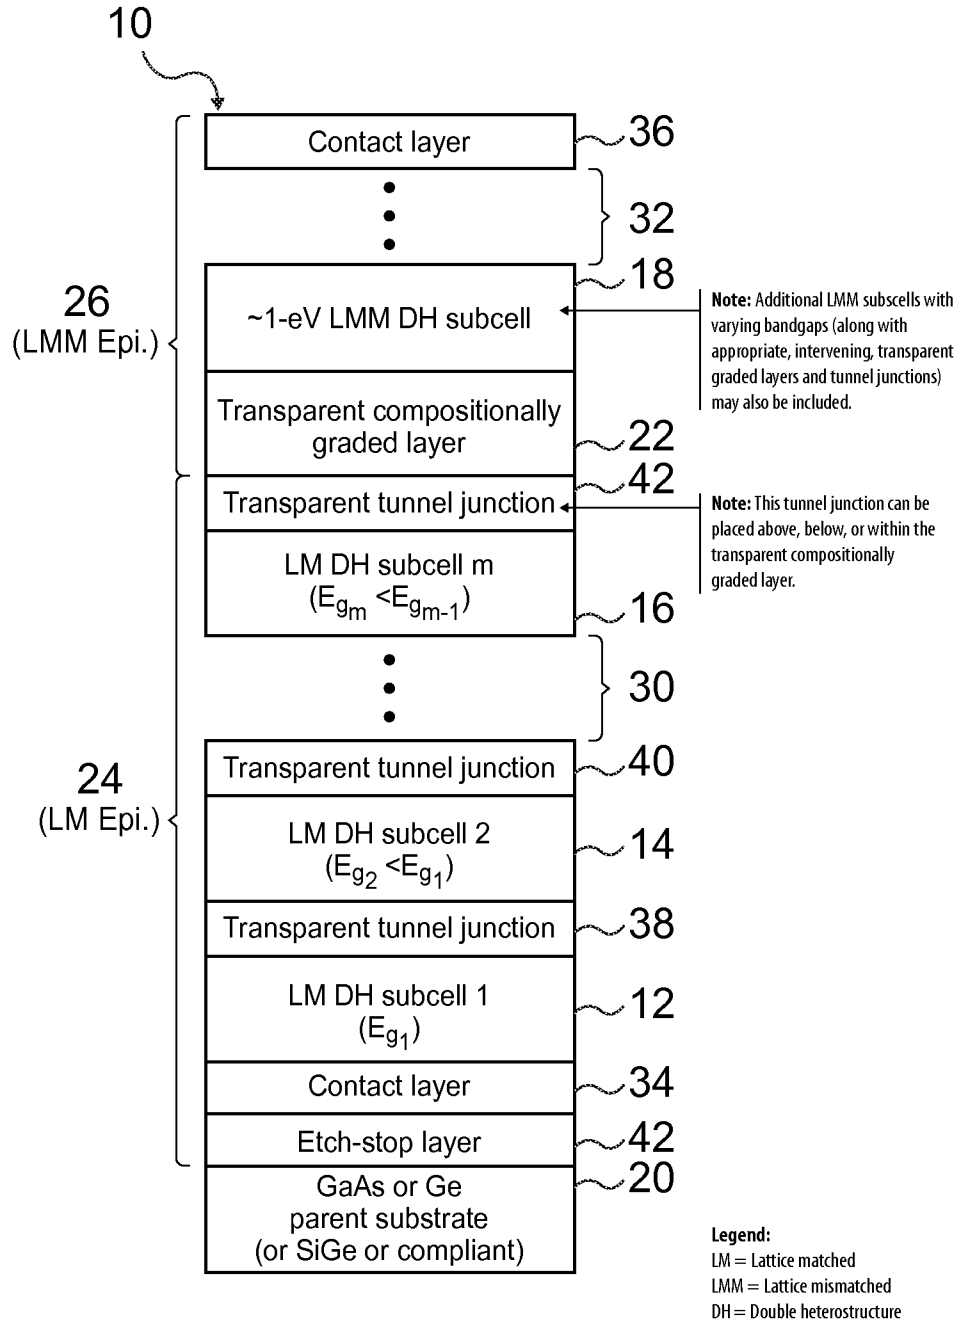 10
Contact layer
36
32
18
26
(LMM Epi.)
~1-eV LMM DH subcell
Note: Additional LMM subcells with
varying bandgaps (along with
appropriate, intervening, transparent
graded layers and tunnel junctions)
may also be included.
Transparent compositionally
graded layer
22
42
Transparent tunnel junction
Note: This tunnel junction can be
placed above, below, or within the
transparent compositionally
graded layer.
LM DH subcell m
(Egm <Egm-1)
16
30
24
(LM Epi.)
Transparent tunnel junction
40
LM DH subcell 2
(Eg2 <Eg1)
14
Transparent tunnel junction
38
LM DH subcell 1
(Eg1)
12
Contact layer
34
Etch-stop layer
42
20
GaAs or Ge
parent substrate
(or SiGe or compliant)
Legend:
LM = Lattice matched
LMM = Lattice mismatched
DH = Double heterostructure